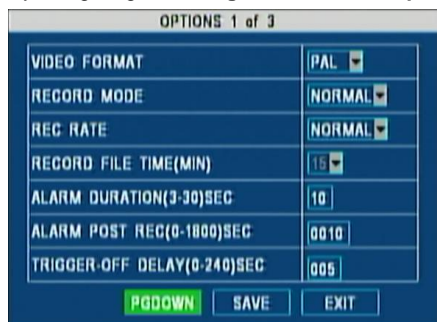 OPTIONS 1 of 3
VIDEO FORMAT PAL
RECORD MODE NORMAL
REC RATE NORMAL
RECORD FILE TIME(MIN) 15
ALARM DURATION(3-30)SEC 10
ALARM POST REC(0-1800)SEC 0010
TRIGGER-OFF DELAY(0-240)SEC 005
PGDOWN SAVE EXIT